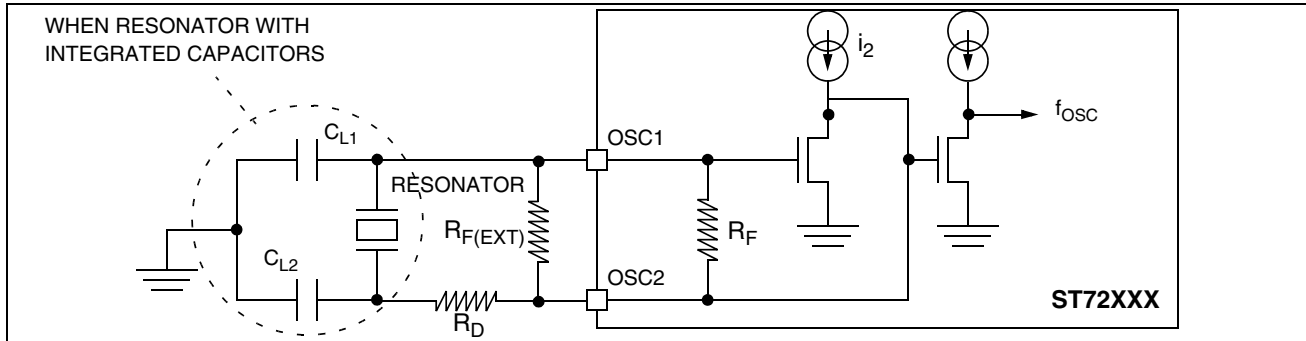 WHEN RESONATOR WITH
INTEGRATED CAPACITORS
i2
fOSC
CL1
OSC1
RESONATOR
RF(EXT)
RF
CL2
OSC2
RD
ST72XXX